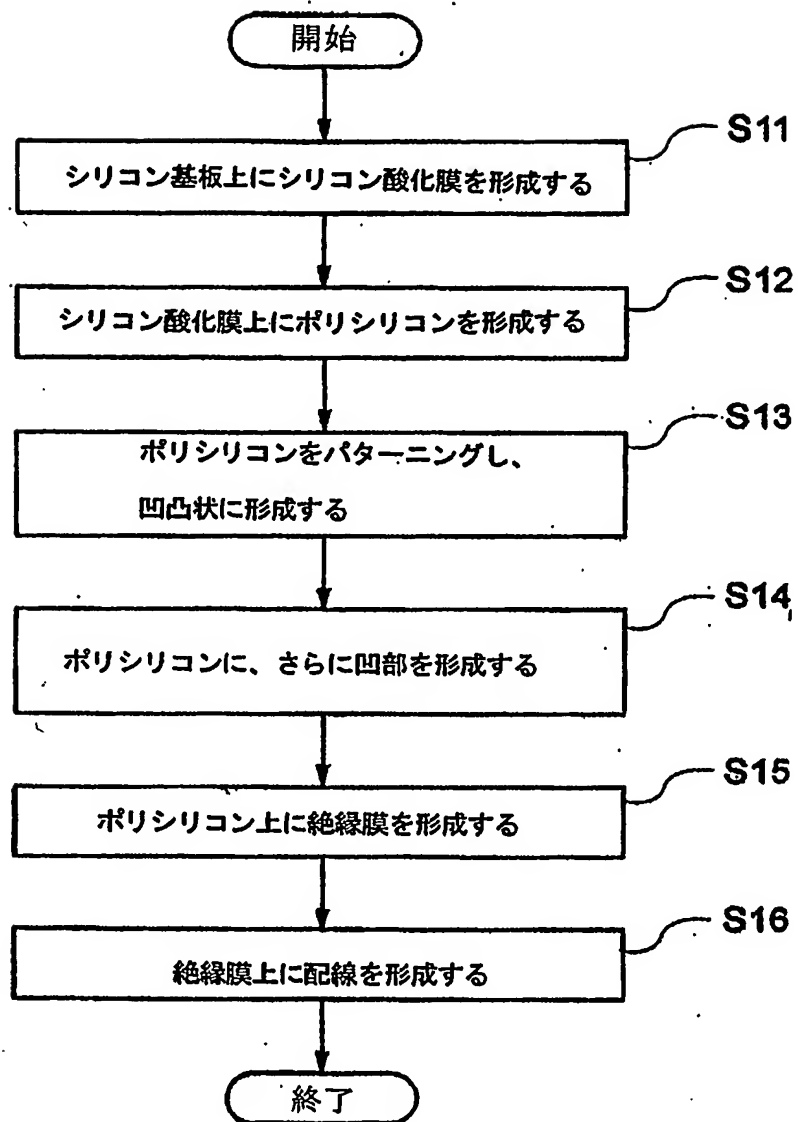 開始
S11
シリコン基板上にシリコン酸化膜を形成する
S12
シリコン酸化膜上にポリシリコンを形成する
S13
ポリシリコンをパターニングし、
凹凸状に形成する
S14
ポリシリコンに、さらに凹部を形成する
S15
ポリシリコン上に絶縁膜を形成する
S16
絶縁膜上に配線を形成する
終了